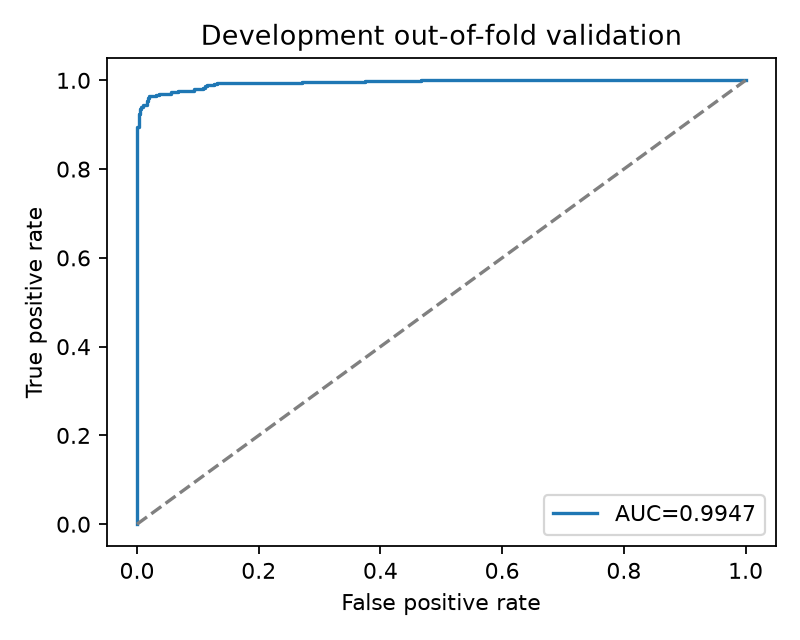 Development out-of-fold validation
1.0
0.8
0.6
0.4
0.2
0.0
True positive rate
AUC=0.9947
0.0 0.2 0.4 0.6 0.8 1.0
False positive rate